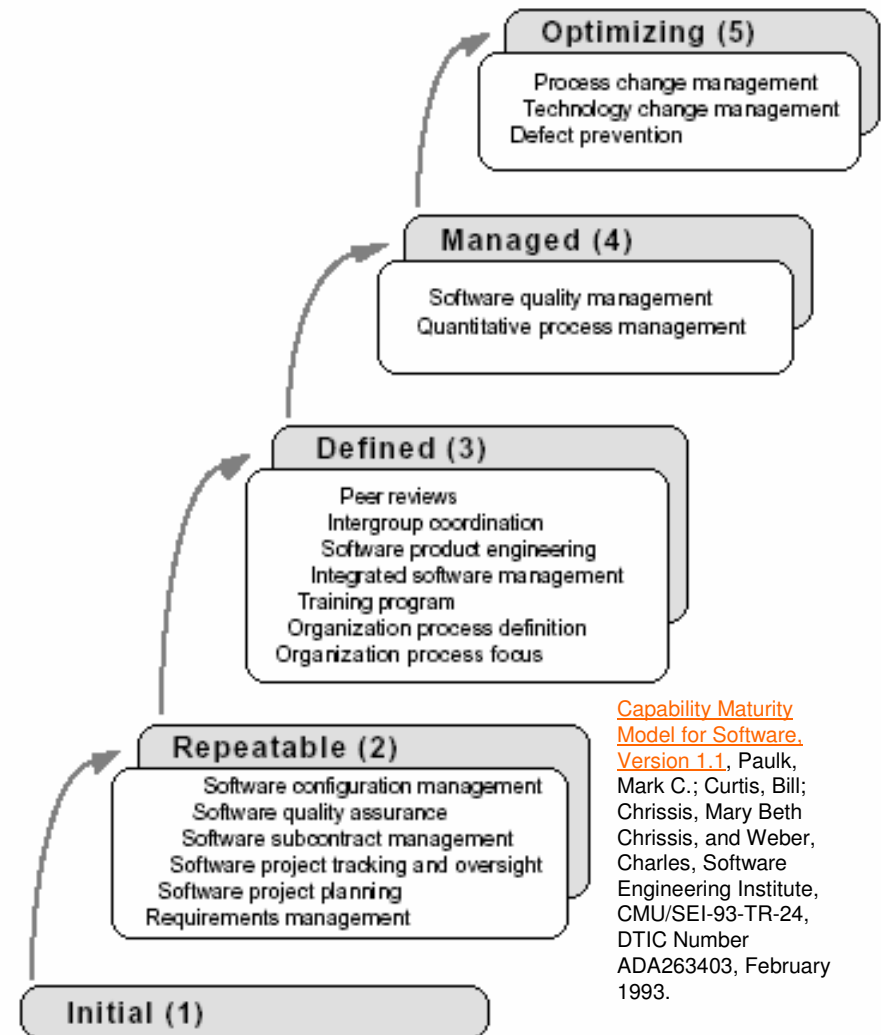 Optimizing (5)
Process change management
Technology change management
Defect prevention
Managed (4)
Software quality management
Quantitative process management
Defined (3)
Peer reviews
Intergroup coordination
Software product engineering
Integrated software management
Training program
Organization process definition
Organization process focus
Repeatable (2)
Software configuration management
Software quality assurance
Software subcontract management
Software project tracking and oversight
Software project planning
Requirements management
Initial (1)
Capability Maturity
Model for Software,
Version 1.1, Paulk,
Mark C.; Curtis, Bill;
Chrissis, Mary Beth
Chrissis, and Weber,
Charles, Software
Engineering Institute,
CMU/SEI-93-TR-24,
DTIC Number
ADA263403, February
1993.